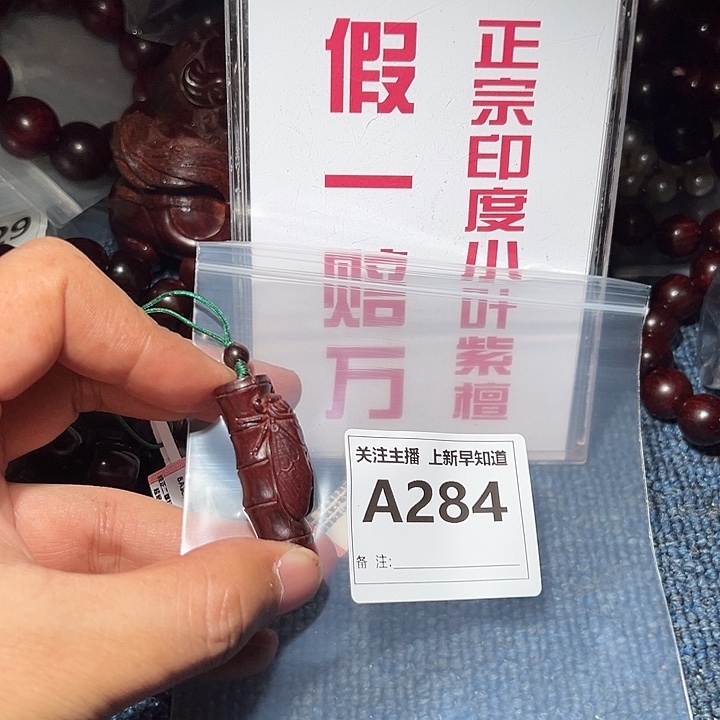 正宗印度小叶紫檀
假一赔万
关注主播 上新早知道
A284
备 注:
29